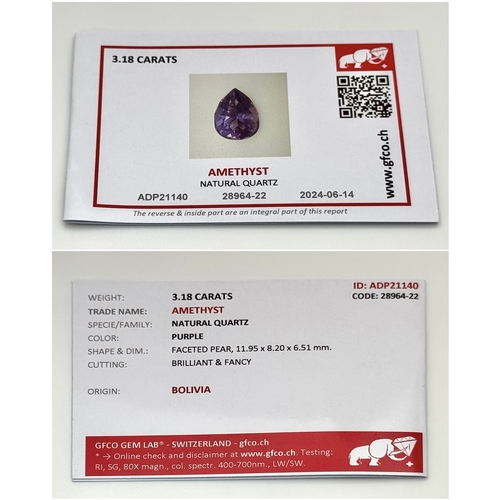 3.18 CARATS
AMETHYST
NATURAL QUARTZ
ADP21140 28964-22 2024-06-14
The reverse & inside part are an integral part of this report
www.gfco.ch
ID: ADP21140
WEIGHT: 3.18 CARATS CODE: 28964-22
TRADE NAME: AMETHYST
SPECIE/FAMILY: NATURAL QUARTZ
COLOR: PURPLE
SHAPE & DIM.: FACETED PEAR, 11.95 x 8.20 x 6.51 mm.
CUTTING: BRILLIANT & FANCY
ORIGIN: BOLIVIA
GFCO GEM LAB® - SWITZERLAND - gfco.ch
* → Online check and disclaimer at www.gfco.ch. Testing:
RI, SG, 80X magn., col. spectr. 400-700nm., LW/SW.